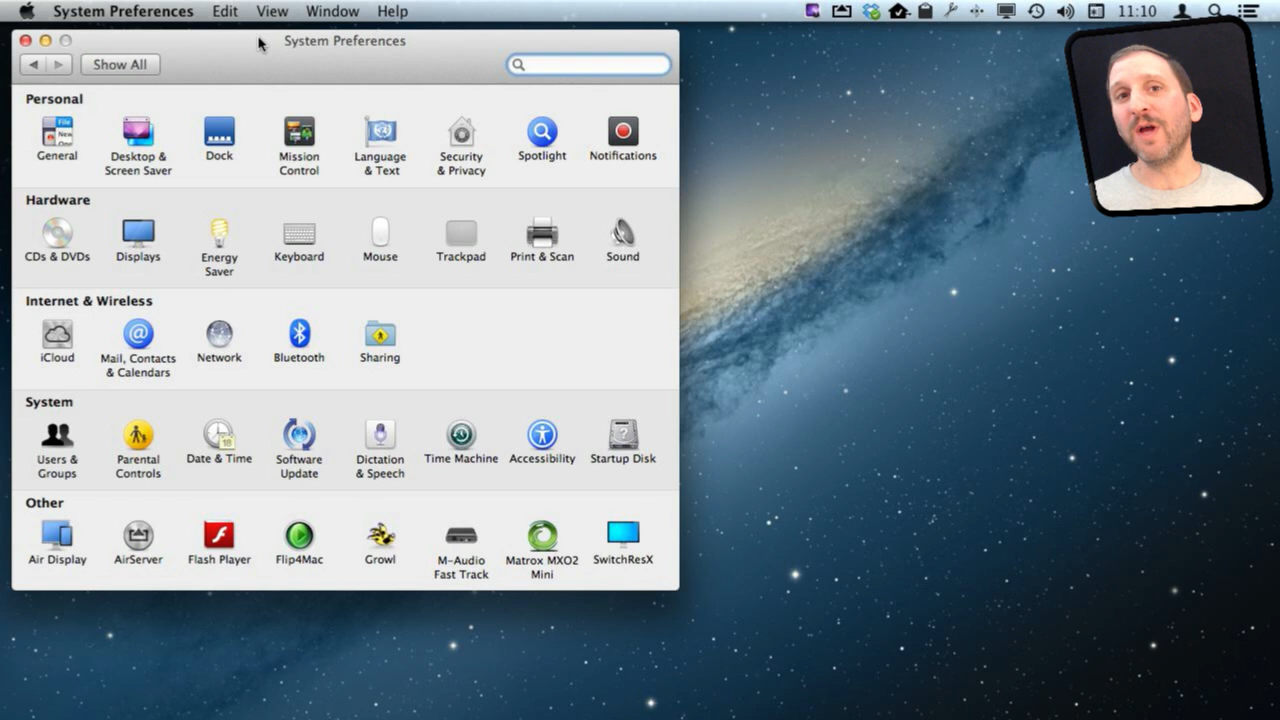 System Preferences Edit View Window Help 11:10
System Preferences
Show All
Personal
General Desktop & Dock Mission Language Security Spotlight Notifications
Screen Saver Control & Text & Privacy
Hardware
CDs & DVDs Displays Energy Keyboard Mouse Trackpad Print & Scan Sound
Saver
Internet & Wireless
iCloud Mail, Contacts Network Bluetooth Sharing
& Calendars
System
Users & Parental Date & Time Software Dictation Time Machine Accessibility Startup Disk
Groups Controls Update & Speech
Other
Air Display AirServer Flash Player Flip4Mac Growl M-Audio Matrox MXO2 SwitchResX
Fast Track Mini